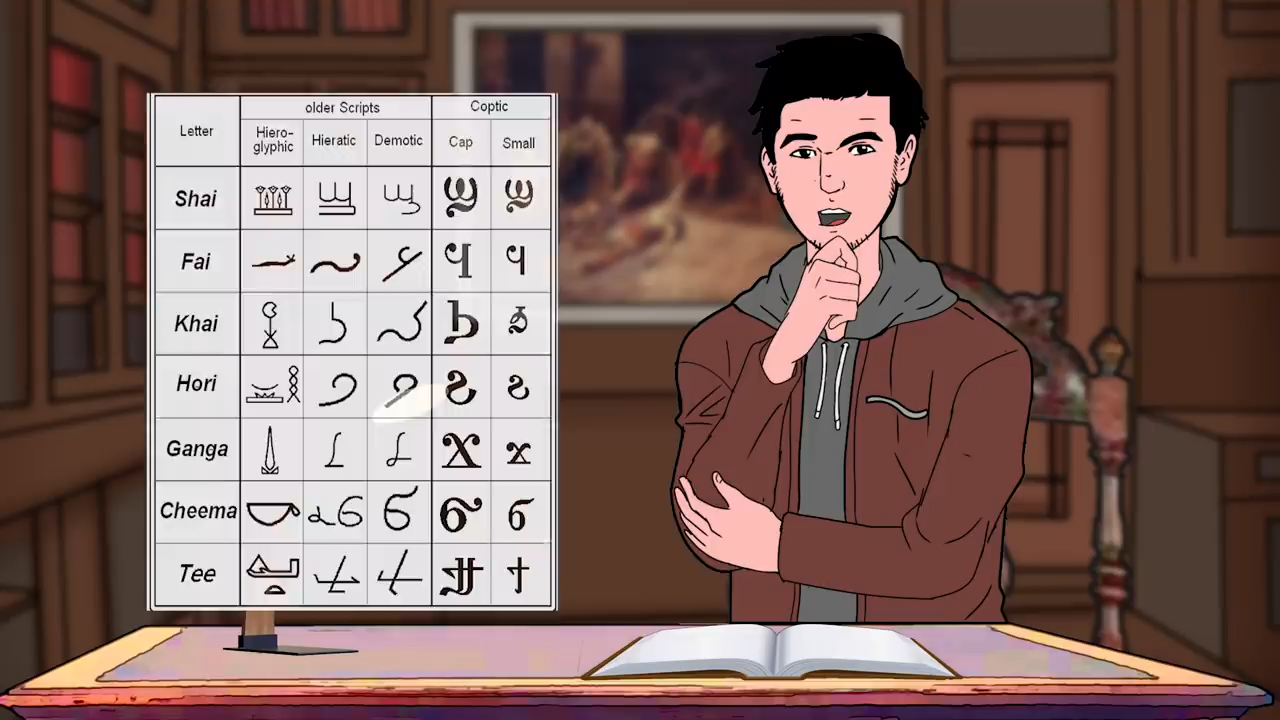 Letter older Scripts Coptic
Hiero-glyphic Hieratic Demotic Cap Small
Shai Ϣ ϣ
Fai Ϥ ϥ
Khai Ϧ ϧ
Hori Ϩ ϩ
Ganga Ϫ ϫ
Cheema Ϭ ϭ
Tee Ϯ ϯ